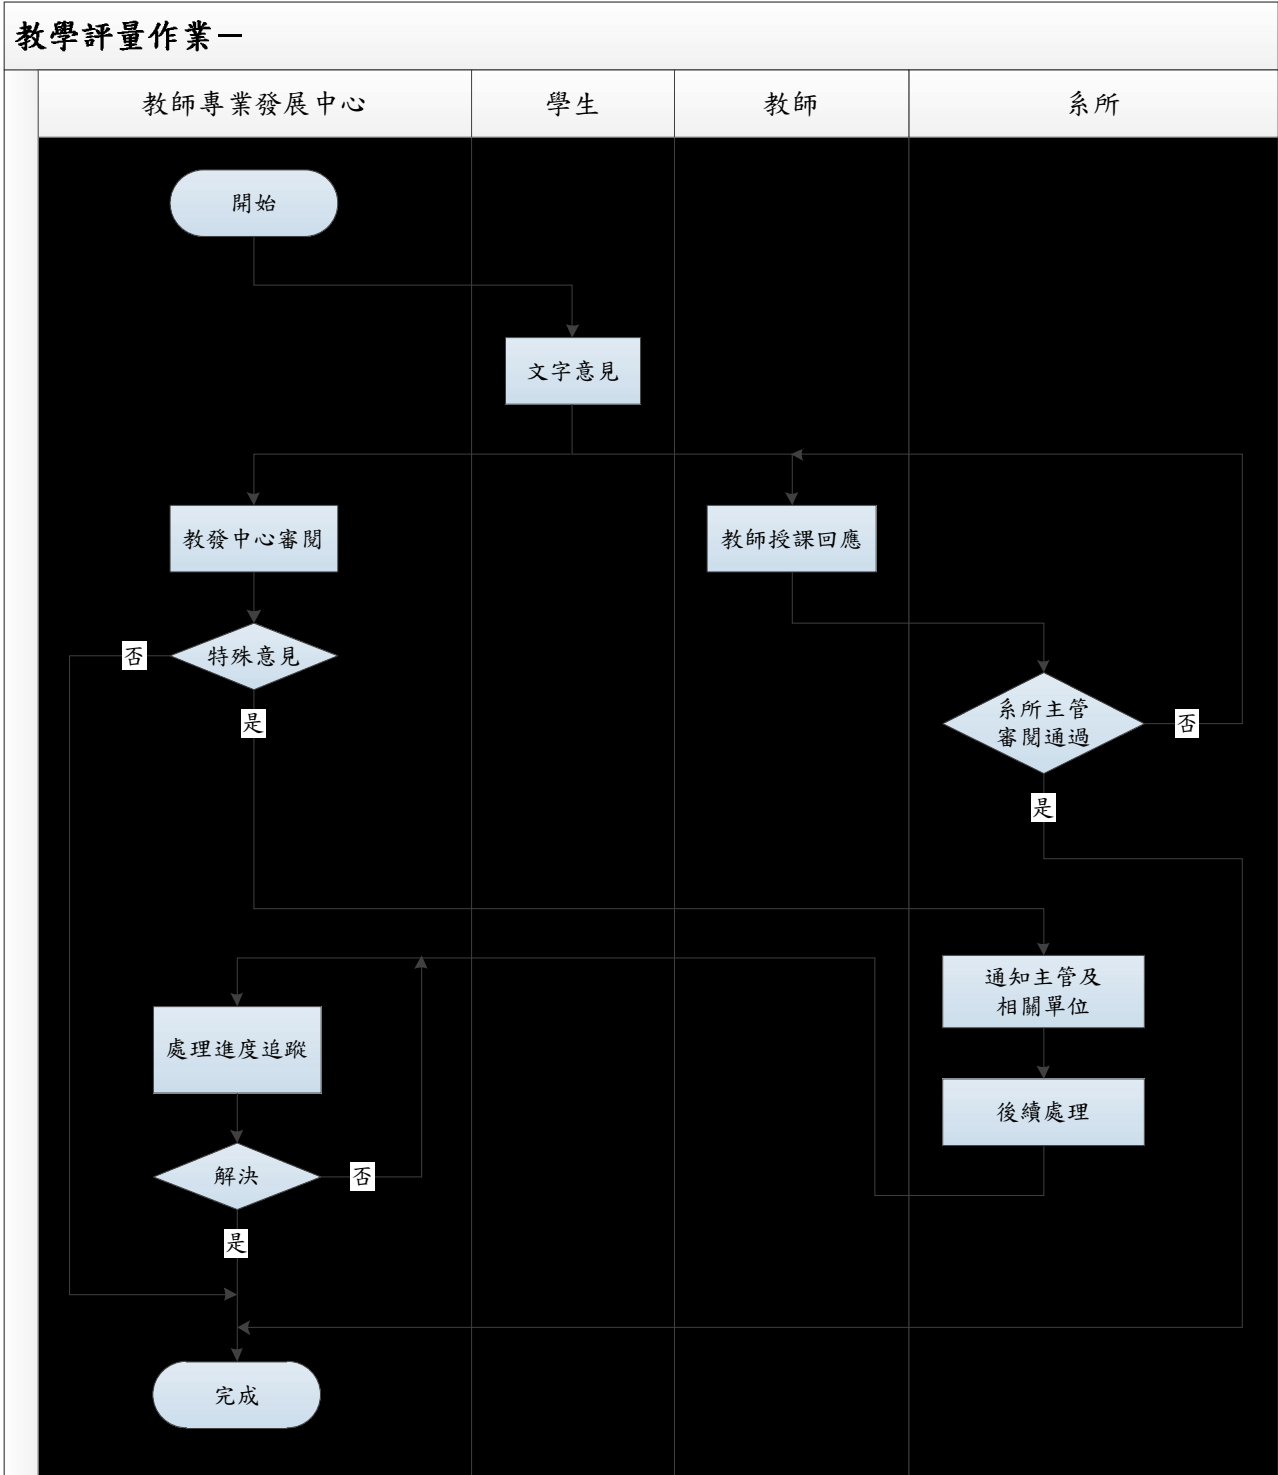 教學評量作業－
教師專業發展中心
學生
教師
系所
開始
文字意見
教發中心審閱
教師授課回應
特殊意見
否
是
系所主管
審閱通過
否
是
通知主管及
相關單位
處理進度追蹤
後續處理
解決
否
是
完成